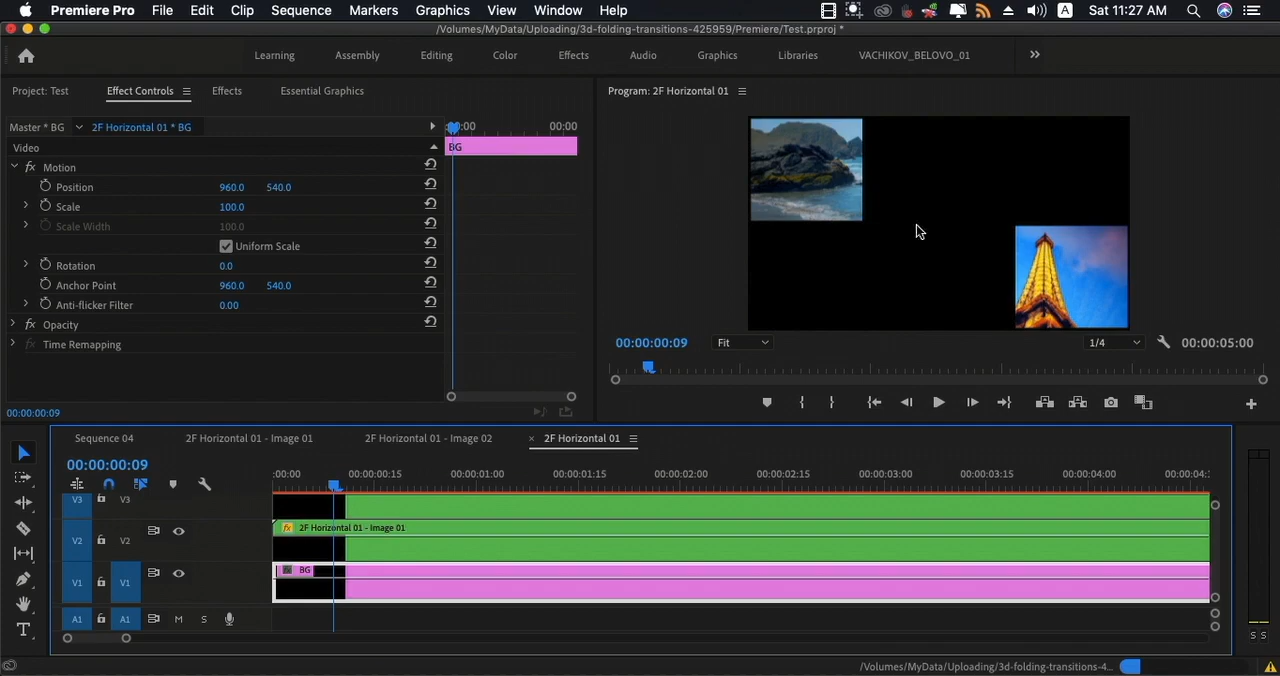 Premiere Pro File Edit Clip Sequence Markers Graphics View Window Help A Sat 11:27 AM
/Volumes/MyData/Uploading/3d-folding-transitions-425959/Premiere/Test.prproj *
Learning Assembly Editing Color Effects Audio Graphics Libraries VACHIKOV_BELOVO_01
Project: Test Effect Controls Effects Essential Graphics
Program: 2F Horizontal 01
Master * BG 2F Horizontal 01 * BG
:00:00 00:00
Video
BG
Motion
Position 960.0 540.0
Scale 100.0
Scale Width 100.0
Uniform Scale
Rotation 0.0
Anchor Point 960.0 540.0
Anti-flicker Filter 0.00
Opacity
Time Remapping
00:00:00:09
00:00:00:09 Fit 1/4 00:00:05:00
Sequence 04 2F Horizontal 01 - Image 01 2F Horizontal 01 - Image 02 2F Horizontal 01
00:00:00:09
:00:00 00:00:00:15 00:00:01:00 00:00:01:15 00:00:02:00 00:00:02:15 00:00:03:00 00:00:03:15 00:00:04:00 00:00:04:1
V3 V3
fx 2F Horizontal 01 - Image 01
V2 V2
BG
V1 V1
A1 A1 M S
S S
/Volumes/MyData/Uploading/3d-folding-transitions-4...